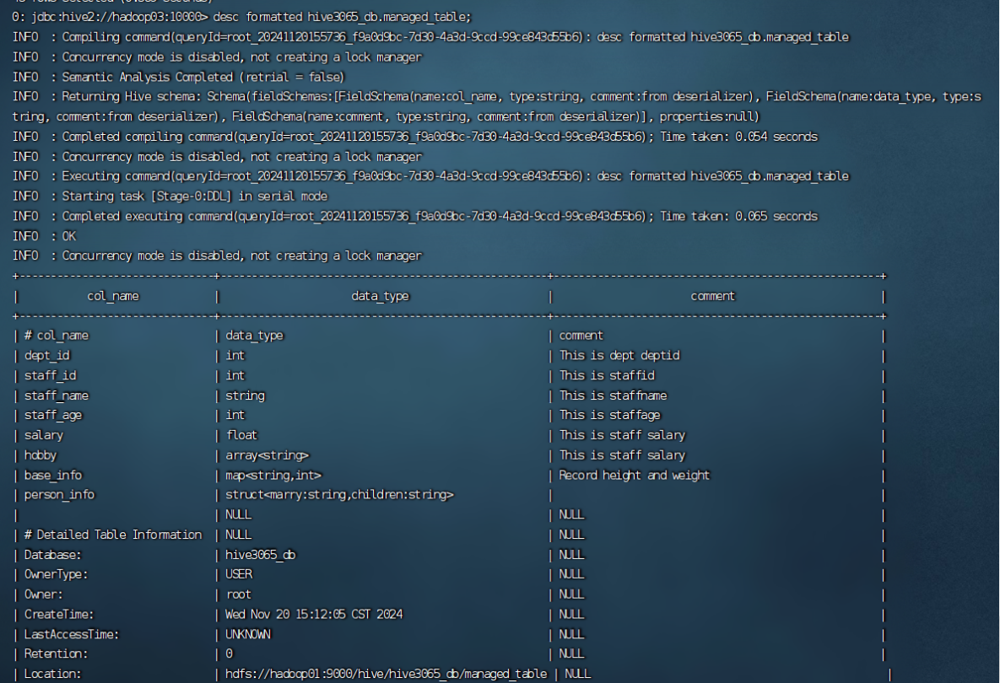 0: jdbc:hive2://hadoop03:10000> desc formatted hive3065_db.managed_table;
INFO  : Compiling command(queryId=root_20241120155736_f9a0d9bc-7d30-4a3d-9ccd-99ce843d55b6): desc formatted hive3065_db.managed_table
INFO  : Concurrency mode is disabled, not creating a lock manager
INFO  : Semantic Analysis Completed (retrial = false)
INFO  : Returning Hive schema: Schema(fieldSchemas:[FieldSchema(name:col_name, type:string, comment:from deserializer), FieldSchema(name:data_type, type:s
tring, comment:from deserializer), FieldSchema(name:comment, type:string, comment:from deserializer)], properties:null)
INFO  : Completed compiling command(queryId=root_20241120155736_f9a0d9bc-7d30-4a3d-9ccd-99ce843d55b6); Time taken: 0.054 seconds
INFO  : Concurrency mode is disabled, not creating a lock manager
INFO  : Executing command(queryId=root_20241120155736_f9a0d9bc-7d30-4a3d-9ccd-99ce843d55b6): desc formatted hive3065_db.managed_table
INFO  : Starting task [Stage-0:DDL] in serial mode
INFO  : Completed executing command(queryId=root_20241120155736_f9a0d9bc-7d30-4a3d-9ccd-99ce843d55b6); Time taken: 0.065 seconds
INFO  : OK
INFO  : Concurrency mode is disabled, not creating a lock manager
| col_name | data_type | comment |
| # col_name | data_type | comment |
| dept_id | int | This is dept deptid |
| staff_id | int | This is staffid |
| staff_name | string | This is staffname |
| staff_age | int | This is staffage |
| salary | float | This is staff salary |
| hobby | array<string> | This is staff salary |
| base_info | map<string,int> | Record height and weight |
| person_info | struct<marry:string,children:string> | |
| | NULL | NULL |
| # Detailed Table Information | NULL | NULL |
| Database: | hive3065_db | NULL |
| OwnerType: | USER | NULL |
| Owner: | root | NULL |
| CreateTime: | Wed Nov 20 15:12:05 CST 2024 | NULL |
| LastAccessTime: | UNKNOWN | NULL |
| Retention: | 0 | NULL |
| Location: | hdfs://hadoop01:9000/hive/hive3065_db/managed_table | NULL |